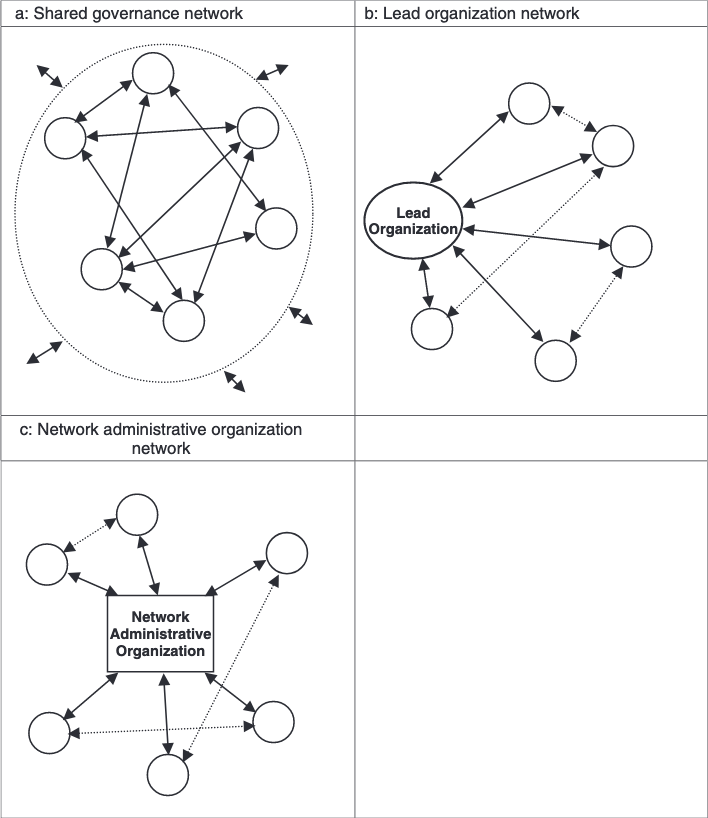 a: Shared governance network
b: Lead organization network
Lead
Organization
c: Network administrative organization
network
Network
Administrative
Organization